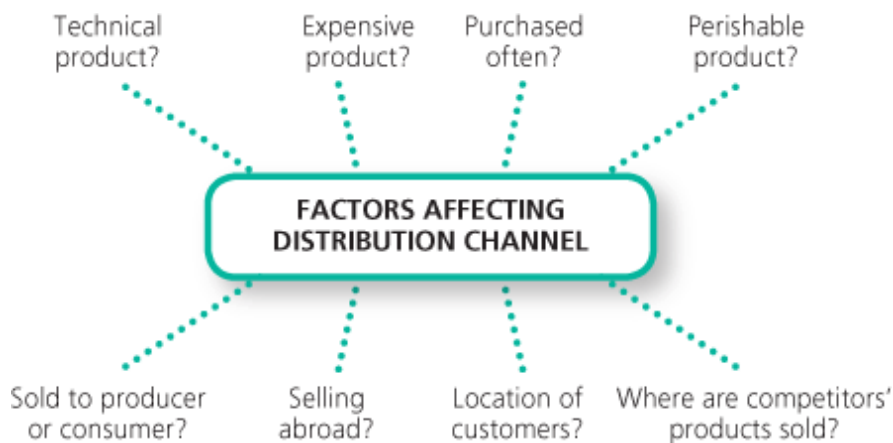 Technical
product?
Expensive
product?
Purchased
often?
Perishable
product?
FACTORS AFFECTING
DISTRIBUTION CHANNEL
Sold to producer
or consumer?
Selling
abroad?
Location of
customers?
Where are competitors’
products sold?